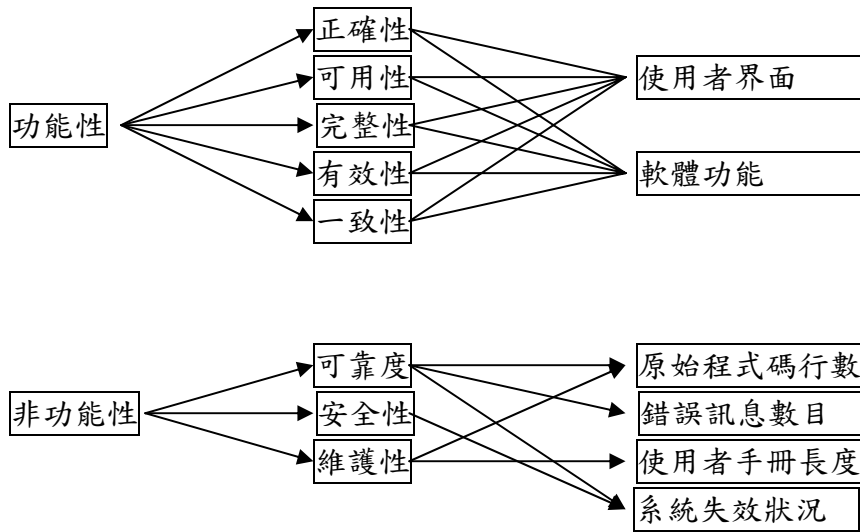 功能性
正確性
可用性
完整性
有效性
一致性
使用者界面
軟體功能
非功能性
可靠度
安全性
維護性
原始程式碼行數
錯誤訊息數目
使用者手冊長度
系統失效狀況